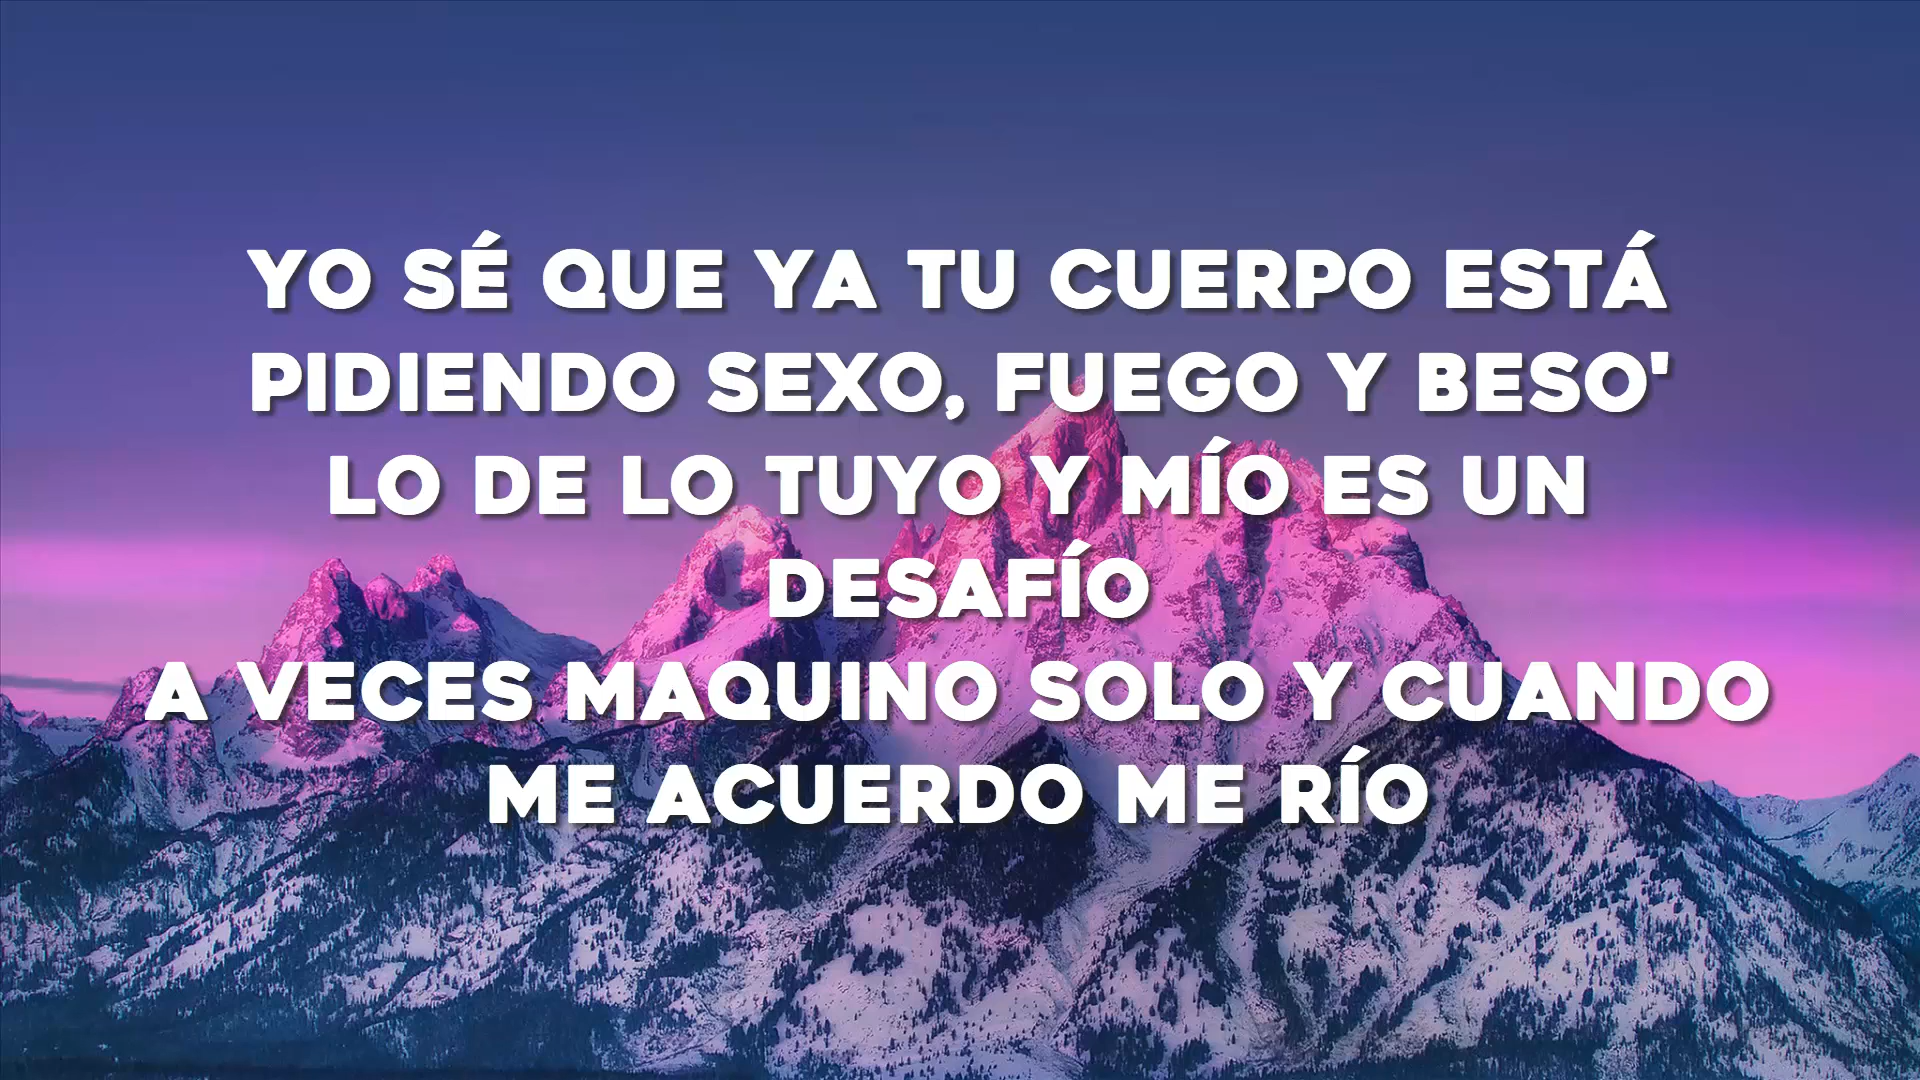 YO SÉ QUE YA TU CUERPO ESTÁ
PIDIENDO SEXO, FUEGO Y BESO'
LO DE LO TUYO Y MÍO ES UN
DESAFÍO
A VECES MAQUINO SOLO Y CUANDO
ME ACUERDO ME RÍO